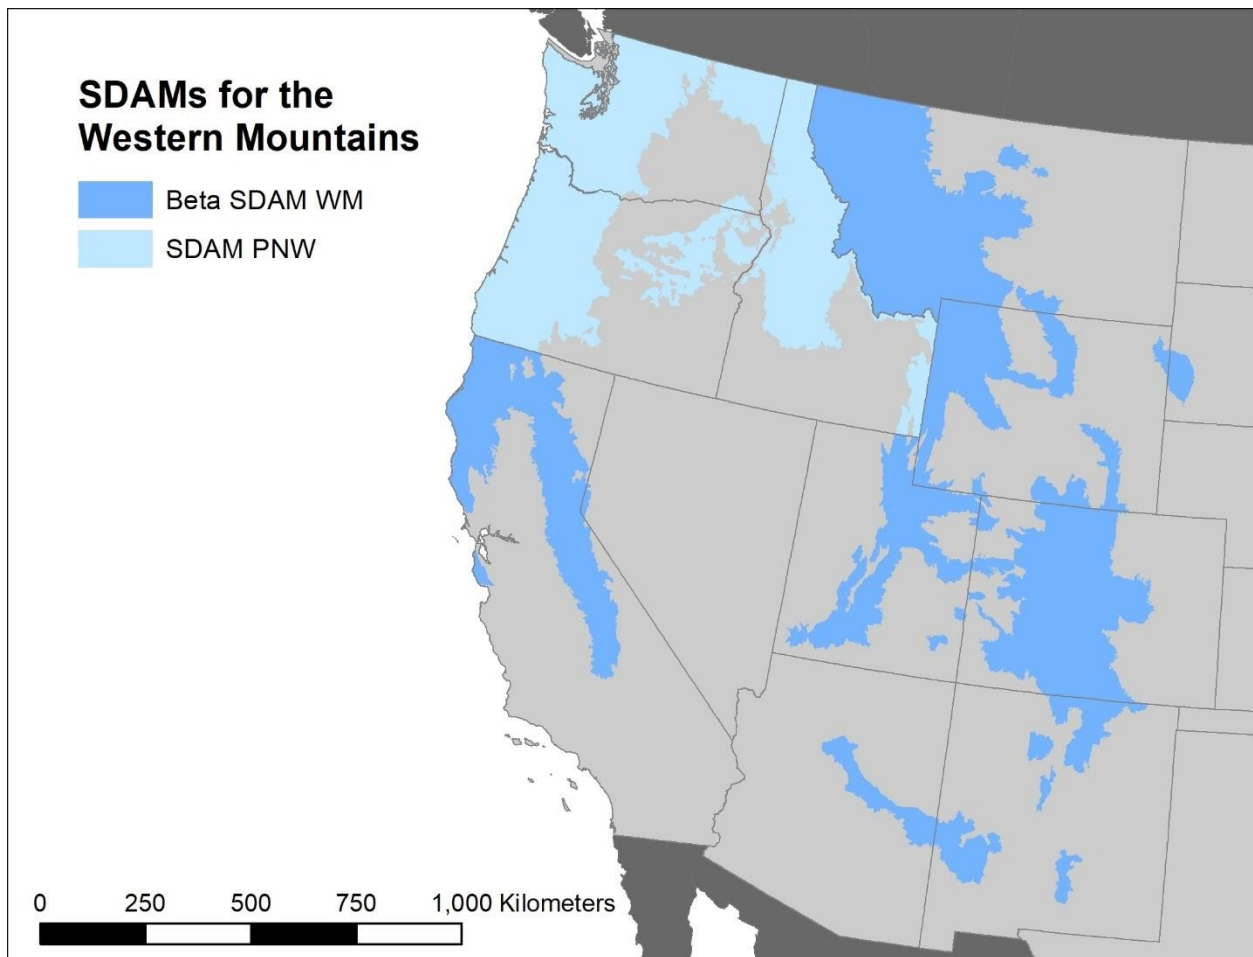 SDAMs for the
Western Mountains
Beta SDAM WM
SDAM PNW
0 250 500 750 1,000 Kilometers